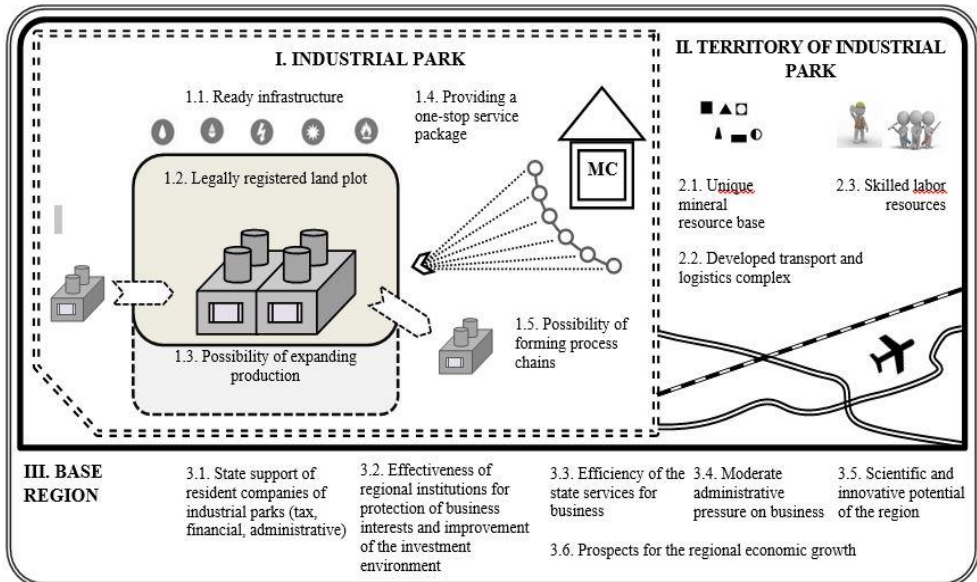 I. INDUSTRIAL PARK
1.1. Ready infrastructure
1.2. Legally registered land plot
1.3. Possibility of expanding
production
1.4. Providing a
one-stop service
package
MC
1.5. Possibility of
forming process
chains
II. TERRITORY OF INDUSTRIAL
PARK
2.1. Unique
mineral
resource base
2.3. Skilled labor
resources
2.2. Developed transport and
logistics complex
III. BASE
REGION
3.1. State support of
resident companies of
industrial parks (tax,
financial, administrative)
3.2. Effectiveness of
regional institutions for
protection of business
interests and improvement
of the investment
environment
3.3. Efficiency of the
state services for
business
3.4. Moderate
administrative
pressure on business
3.5. Scientific and
innovative potential
of the region
3.6. Prospects for the regional economic growth